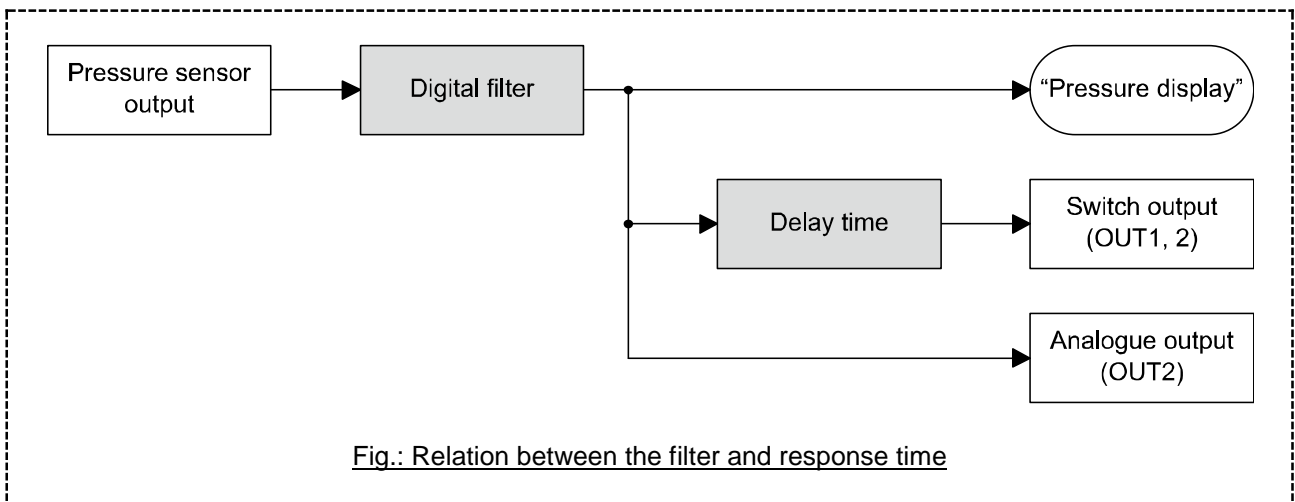 Pressure sensor
output
Digital filter
“Pressure display”
Delay time
Switch output
(OUT1, 2)
Analogue output
(OUT2)
Fig.: Relation between the filter and response time